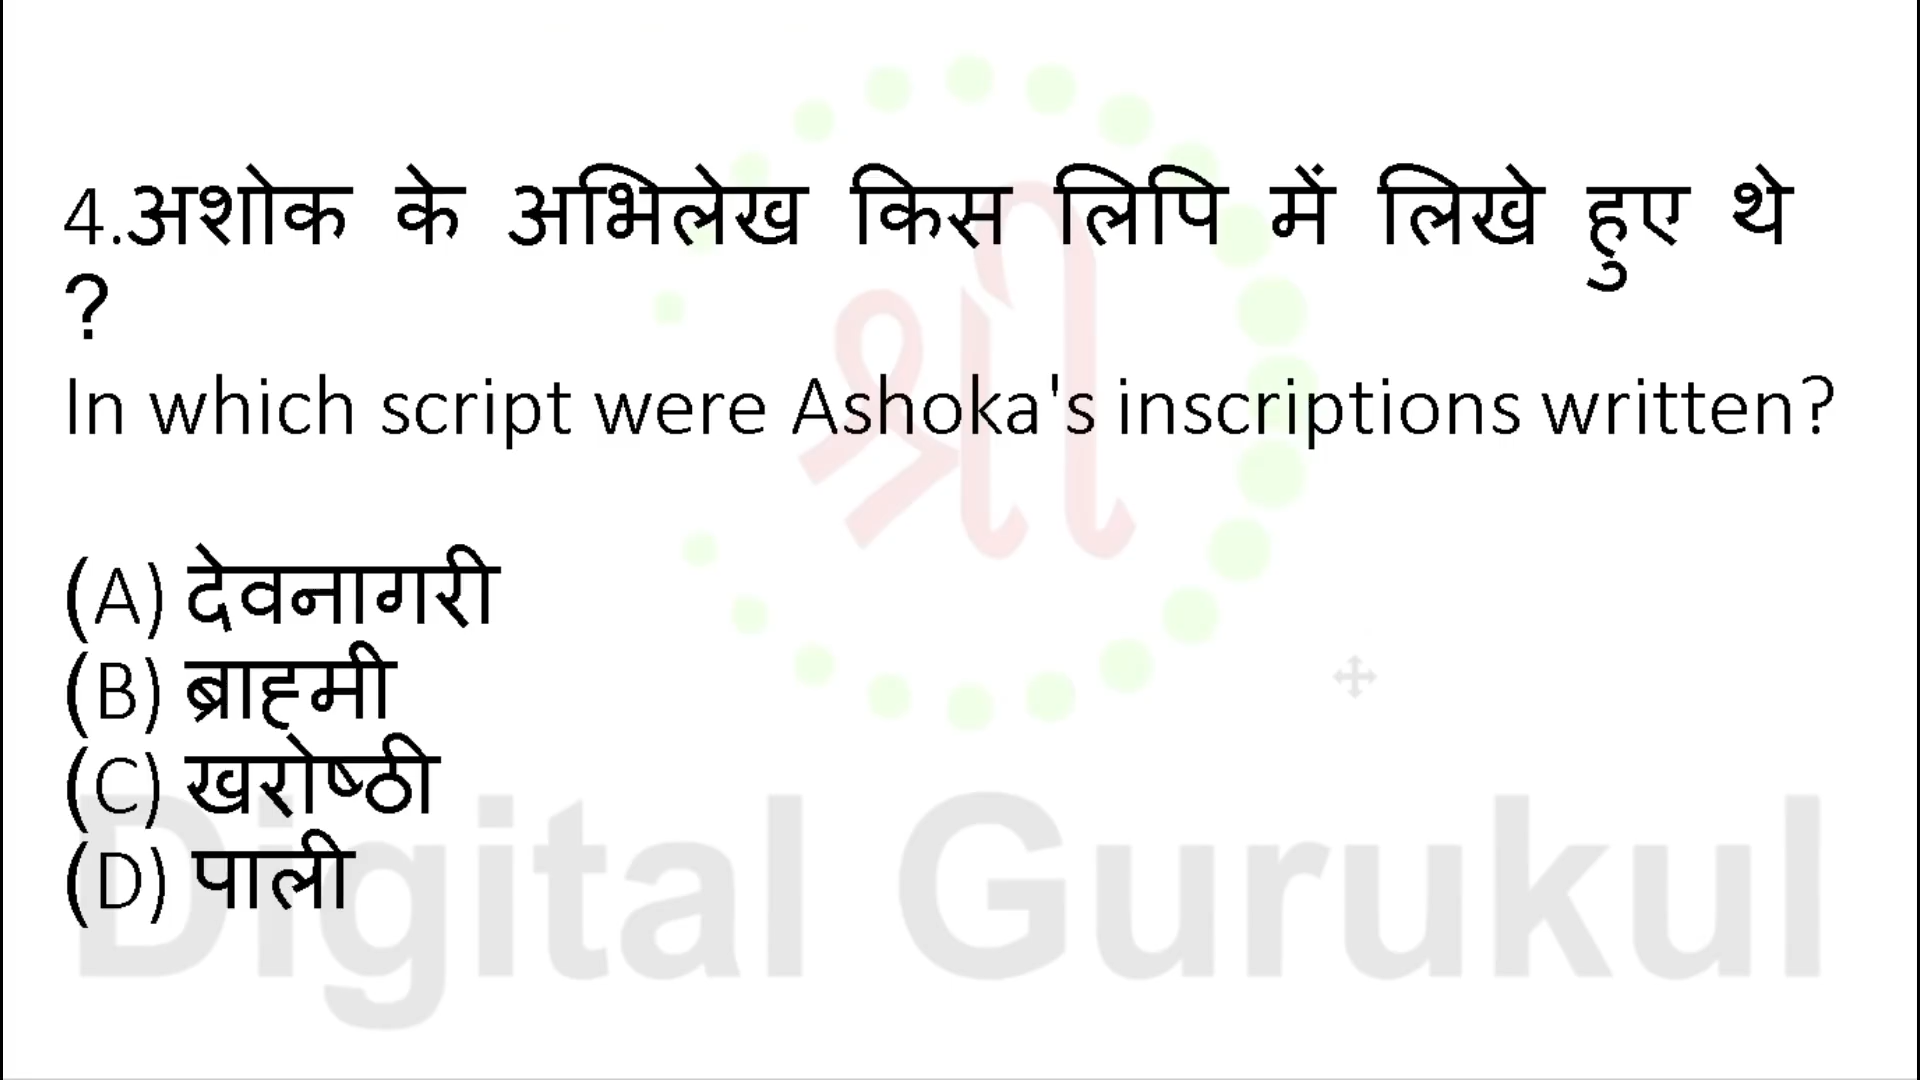 4.अशोक के अभिलेख किस लिपि में लिखे हुए थे
?
In which script were Ashoka's inscriptions written?
(A) देवनागरी
(B) ब्राह्मी
(C) खरोष्ठी
(D) पाली
श्री
Digital Gurukul